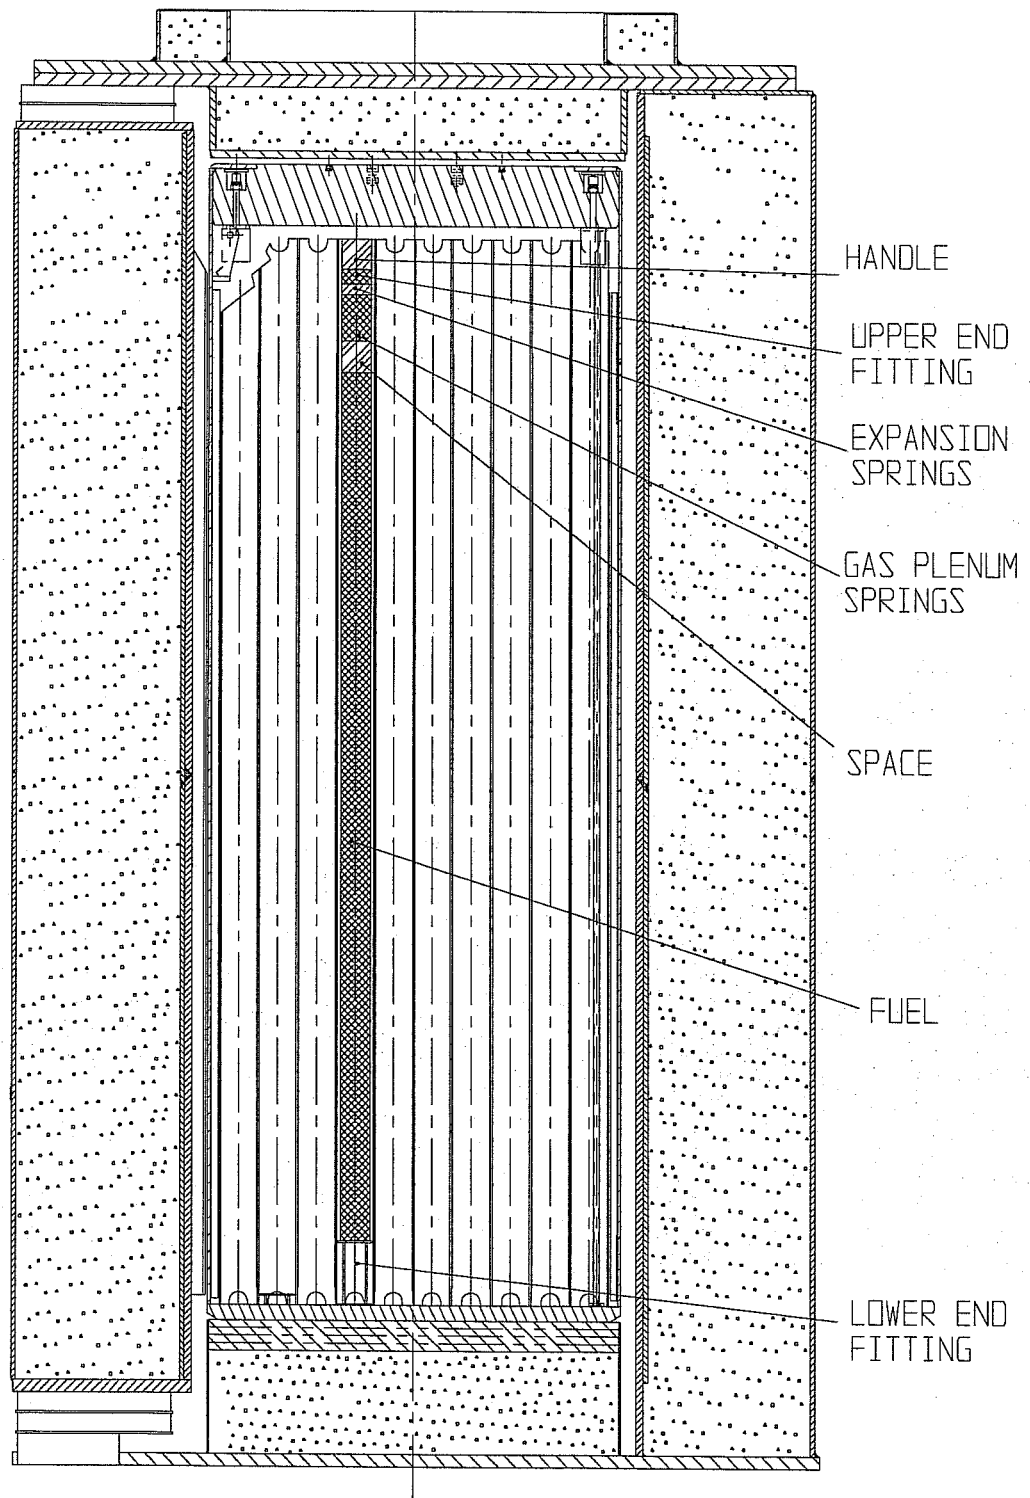 HANDLE
UPPER END
FITTING
EXPANSION
SPRINGS
GAS PLENUM
SPRINGS
SPACE
FUEL
LOWER END
FITTING